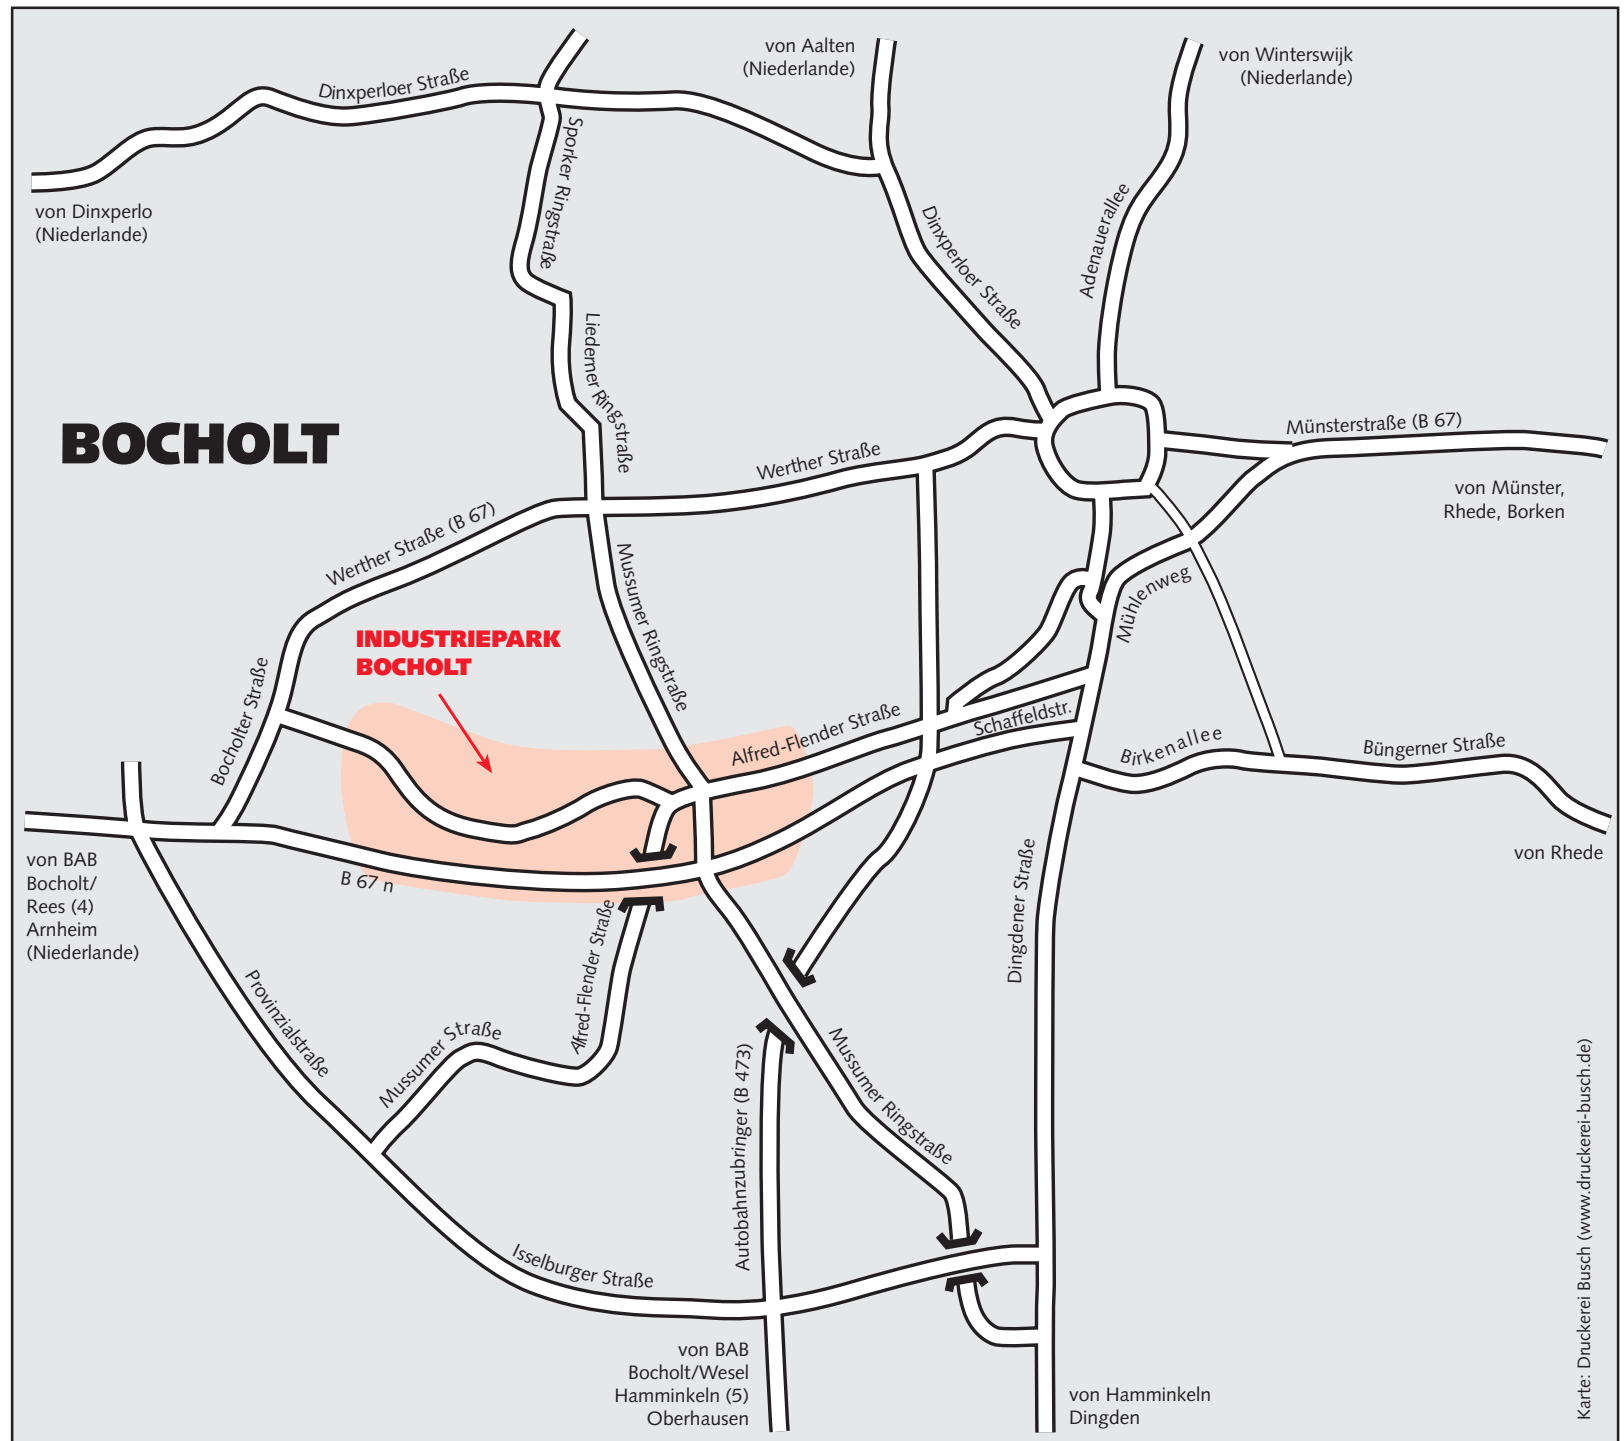 von Aalten
(Niederlande)
von Winterswijk
(Niederlande)
Dinxperloer Straße
Sporker Ringstraße
von Dinxperlo
(Niederlande)
Dinxperloer Straße
Adenauerallee
Liederner Ringstraße
BOCHOLT
Werther Straße
Münsterstraße (B 67)
von Münster,
Rhede, Borken
Werther Straße (B 67)
Mussumer Ringstraße
Mühlenweg
INDUSTRIEPARK
BOCHOLT
Bocholter Straße
Alfred-Flender Straße
Schaffeldstr.
Birkenallee
Büngerner Straße
von BAB
Bocholt/
Rees (4)
Arnheim
(Niederlande)
B 67 n
von Rhede
Dingdener Straße
Alfred-Flender Straße
Provinzialstraße
Mussumer Straße
Autobahnzubringer (B 473)
Mussumer Ringstraße
Isselburger Straße
von BAB
Bocholt/Wesel
Hamminkeln (5)
Oberhausen
von Hamminkeln
Dingden
Karte: Druckerei Busch (www.druckerei-busch.de)